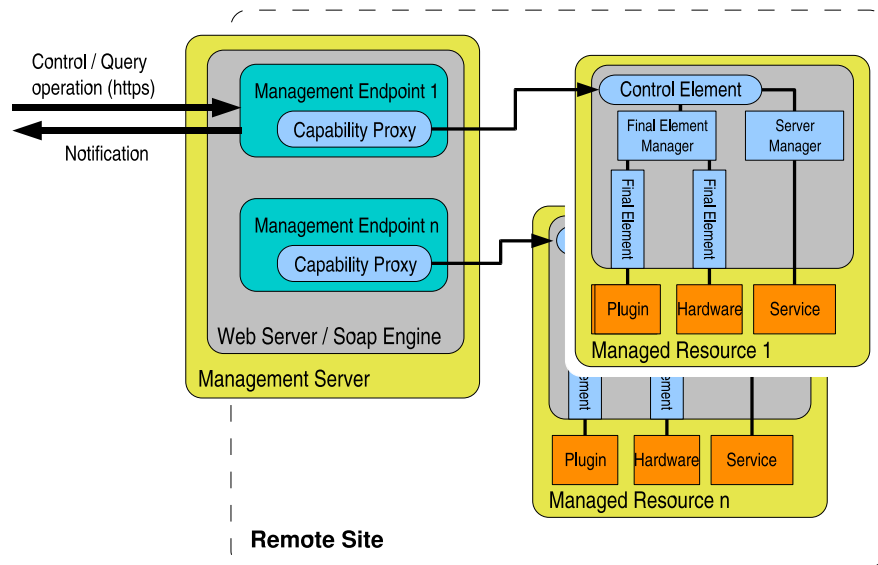 Control / Query
operation (https)
Notification
Management Endpoint 1
Capability Proxy
Management Endpoint n
Capability Proxy
Web Server / Soap Engine
Management Server
Control Element
Final Element
Manager
Server
Manager
Final Element
Final Element
Plugin
Hardware
Service
Managed Resource 1
Element
Element
Plugin
Hardware
Service
Managed Resource n
Remote Site